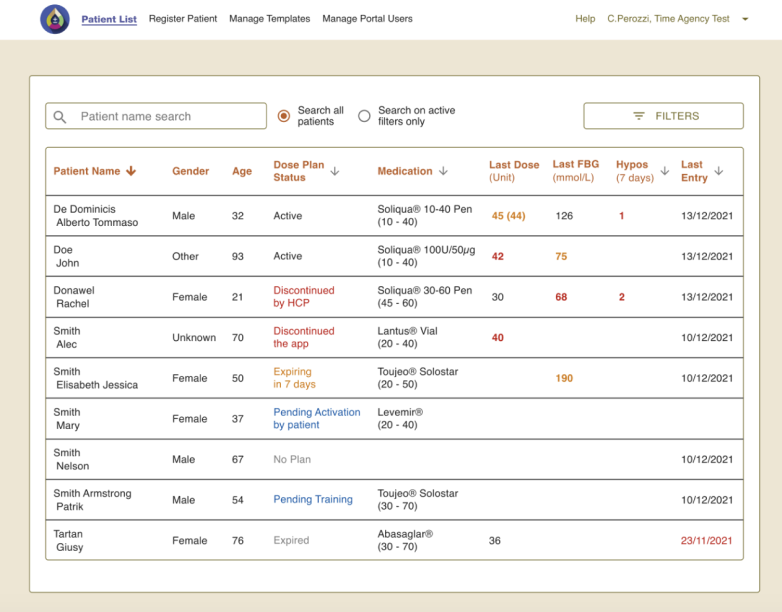 Patient List Register Patient Manage Templates Manage Portal Users Help C.Perozzi, Time Agency Test
Patient name search
Search all patients
Search on active filters only
FILTERS
Patient Name Gender Age Dose Plan Status Medication Last Dose (Unit) Last FBG (mmol/L) Hypos (7 days) Last Entry
De Dominicis Alberto Tommaso Male 32 Active Soliqua® 10-40 Pen (10 - 40) 45 (44) 126 1 13/12/2021
Doe John Other 93 Active Soliqua® 100U/50µg (10 - 40) 42 75 13/12/2021
Donawel Rachel Female 21 Discontinued by HCP Soliqua® 30-60 Pen (45 - 60) 30 68 2 13/12/2021
Smith Alec Unknown 70 Discontinued the app Lantus® Vial (20 - 40) 40 10/12/2021
Smith Elisabeth Jessica Female 50 Expiring in 7 days Toujeo® Solostar (20 - 50) 190 10/12/2021
Smith Mary Female 37 Pending Activation by patient Levemir® (20 - 40)
Smith Nelson Male 67 No Plan 10/12/2021
Smith Armstrong Patrik Male 54 Pending Training Toujeo® Solostar (30 - 70) 10/12/2021
Tartan Giusy Female 76 Expired Abasaglar® (30 - 70) 36 23/11/2021